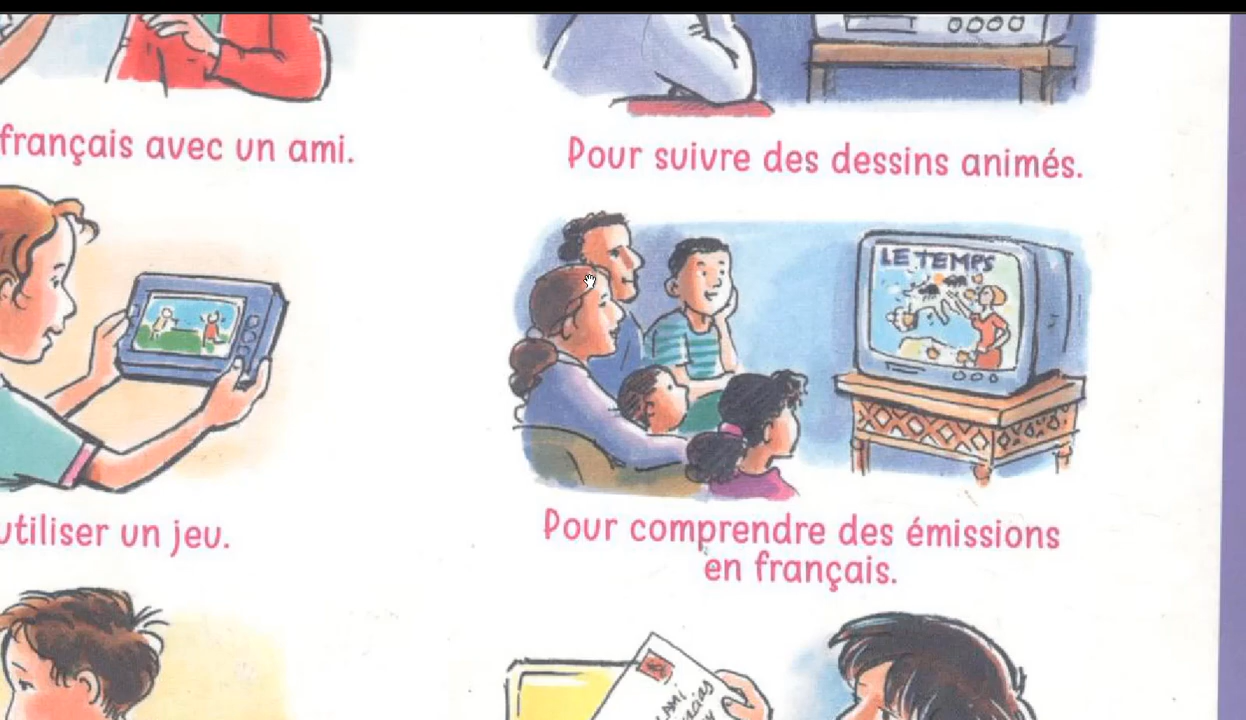 français avec un ami.
Pour suivre des dessins animés.
LE TEMPS
utiliser un jeu.
Pour comprendre des émissions
en français.